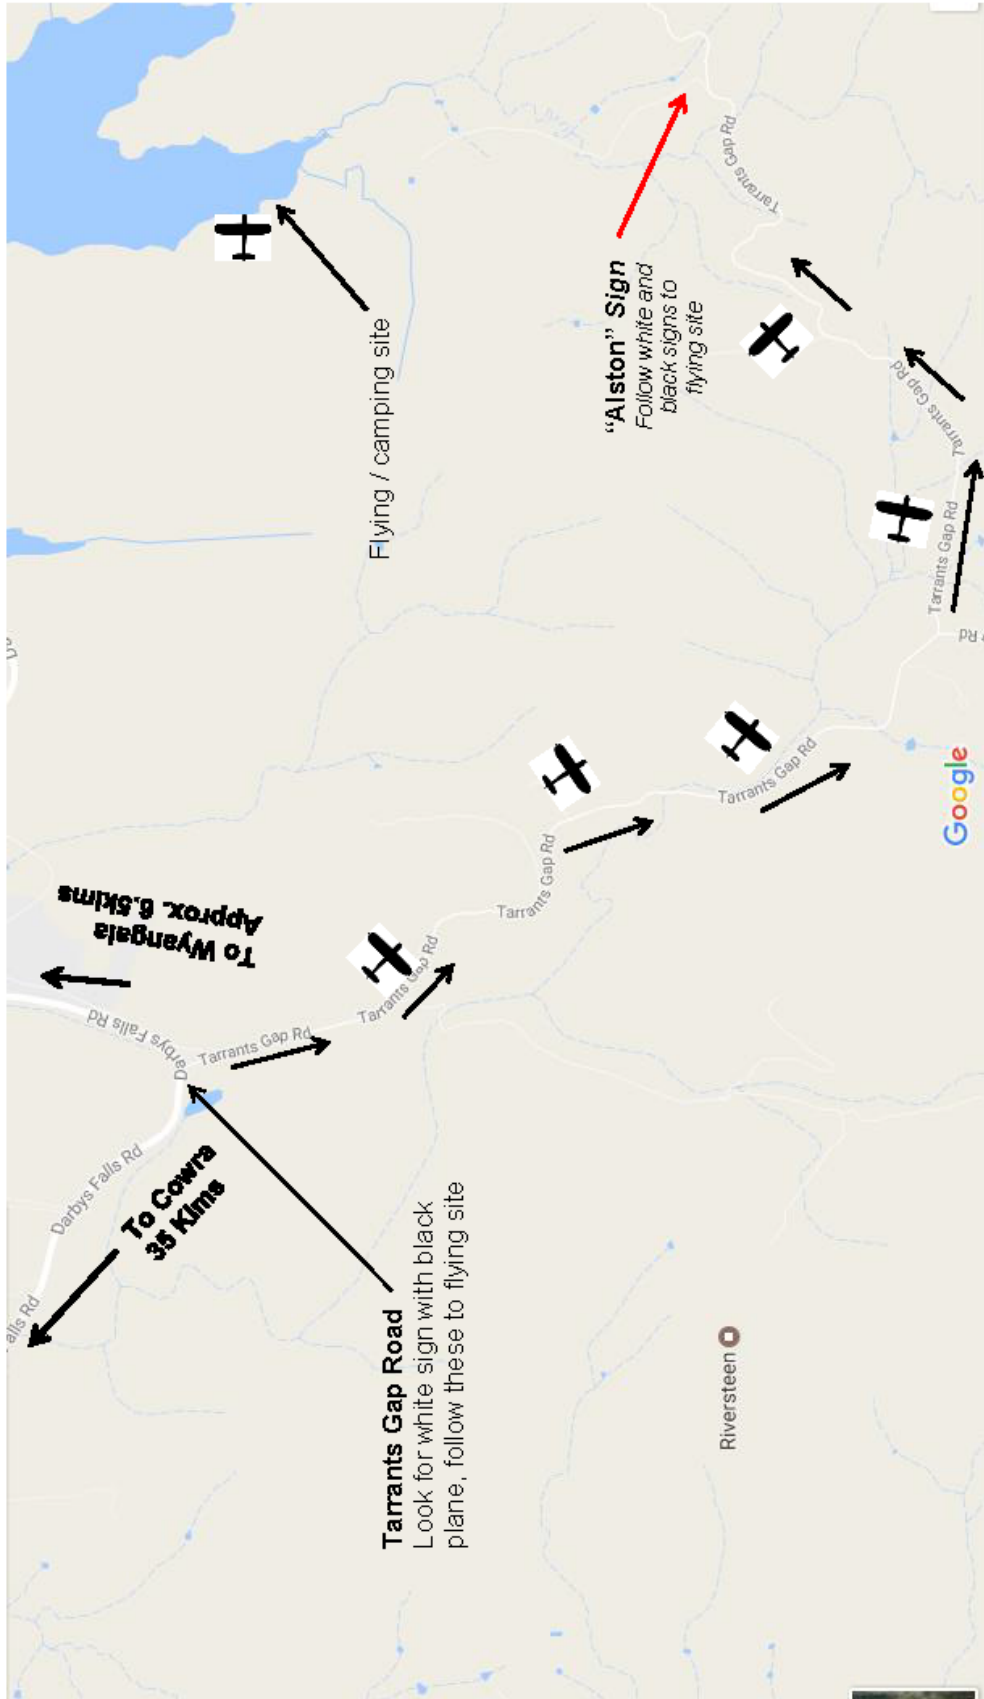 Falls Rd
Darbys Falls Rd
To Cowra
35 Klms
Darbys Falls Rd
To Wyangala
Approx. 6.5klms
Tarrants Gap Rd
Tarrants Gap Road
Look for white sign with black
plane, follow these to flying site
Tarrants Gap Rd
Tarrants Gap Rd
Tarrants Gap Rd
Flying / camping site
"Alston" Sign
Follow white and
black signs to
flying site
Tarrants Gap Rd
Tarrants Gap Rd
Tarrants Gap Rd
Rd
Riversteen
Google